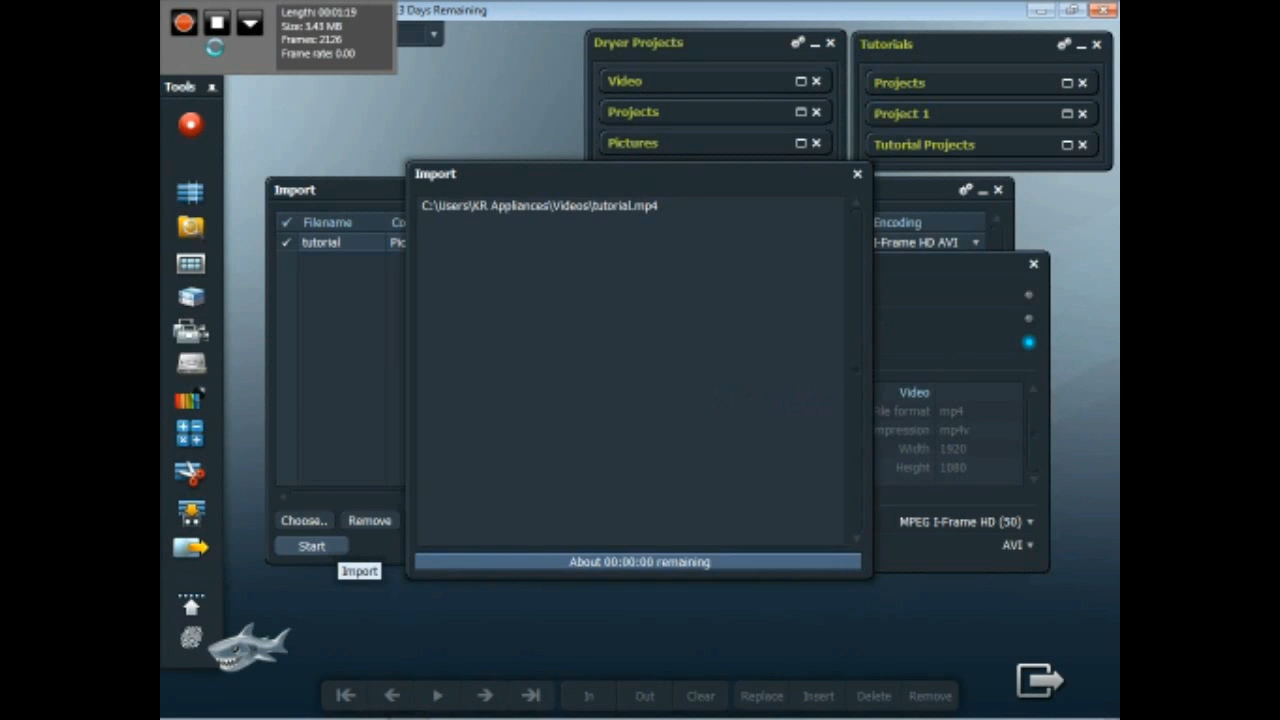 Length: 00:01:19
Size: 3.43 MB
Frames: 2126
Frame rate: 0.00
3 Days Remaining
Tools
Dryer Projects
Video
Projects
Pictures
Tutorials
Projects
Project 1
Tutorial Projects
Import
Filename
tutorial
Choose..
Remove
Start
Import
Import
C:\Users\KR Appliances\Videos\tutorial.mp4
About 00:00:00 remaining
Encoding
I-Frame HD AVI
Video
File format mp4
mpression mp4v
Width 1920
Height 1080
MPEG I-Frame HD (50)
AVI
In Out Clear Replace Insert Delete Remove